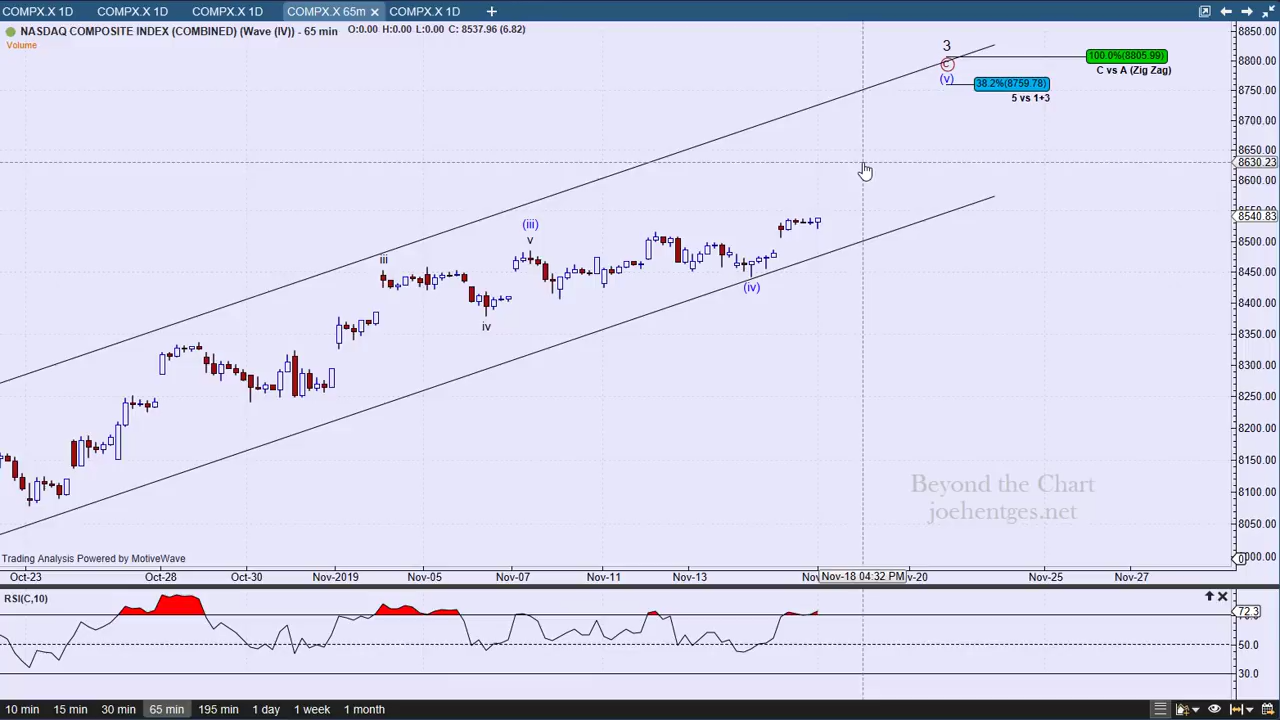 COMPX.X 1D COMPX.X 1D COMPX.X 1D COMPX.X 65m × COMPX.X 1D +
NASDAQ COMPOSITE INDEX (COMBINED) (Wave (IV)) - 65 min O:0.00 H:0.00 L:0.00 C: 8537.96 (6.82)
Volume
3
c
(v)
100.0%(8805.99)
C vs A (Zig Zag)
38.2%(8759.78)
5 vs 1+3
8850.00
8800.00
8750.00
8700.00
8650.00
8630.23
8600.00
8540.83
8500.00
8450.00
8400.00
8350.00
8300.00
8250.00
8200.00
8150.00
8100.00
8050.00
(iii)
v
iii
iv
(iv)
Beyond the Chart
joehentges.net
Trading Analysis Powered by MotiveWave
Oct-23 Oct-28 Oct-30 Nov-2019 Nov-05 Nov-07 Nov-11 Nov-13 Nov-18 04:32 PM Nov-25 Nov-27
RSI(C,10)
72.3
50.0
30.0
10 min 15 min 30 min 65 min 195 min 1 day 1 week 1 month